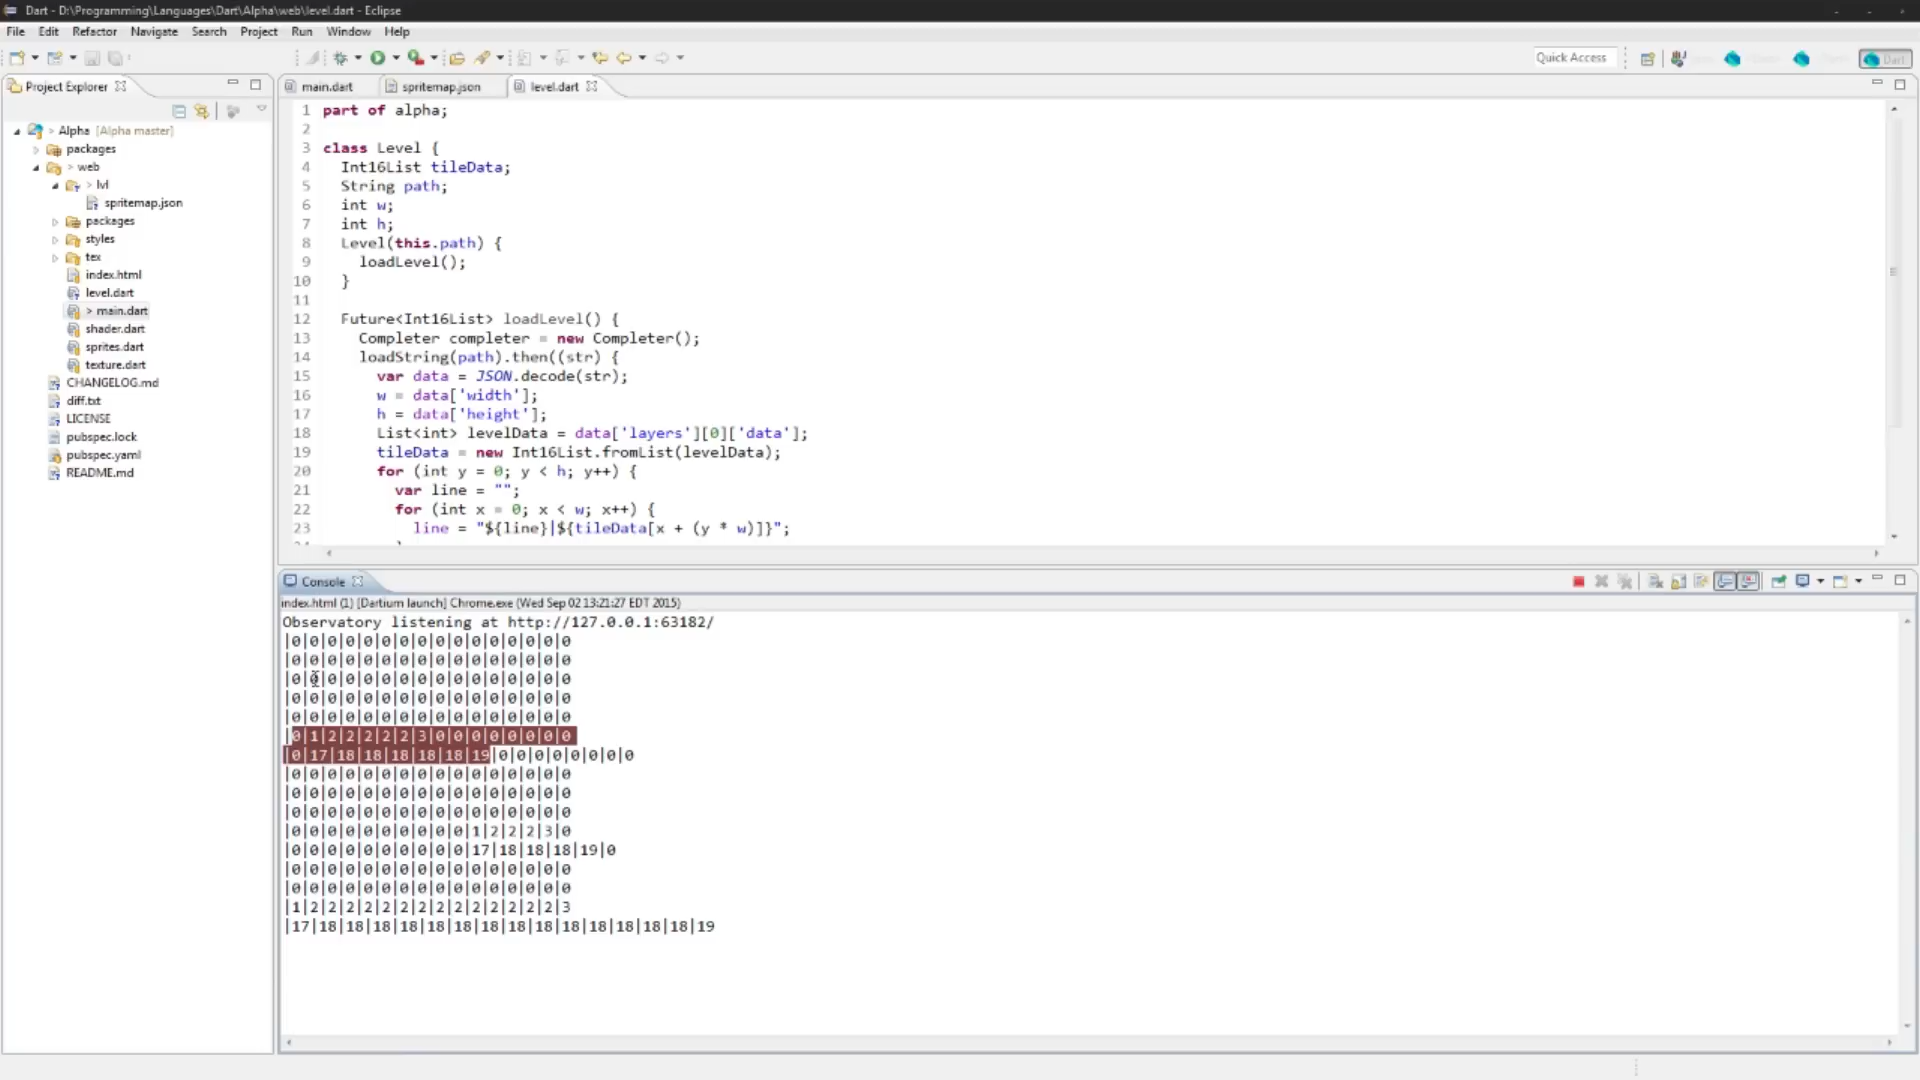 Dart - D:\Programming\Languages\Dart\Alpha\web\level.dart - Eclipse
File Edit Refactor Navigate Search Project Run Window Help
Quick Access
Dart
Project Explorer
main.dart
spritemap.json
level.dart
> Alpha [Alpha master]
packages
> web
> lvl
spritemap.json
packages
styles
tex
index.html
level.dart
> main.dart
shader.dart
sprites.dart
texture.dart
CHANGELOG.md
diff.txt
LICENSE
pubspec.lock
pubspec.yaml
README.md
1 part of alpha;
2
3 class Level {
4 Int16List tileData;
5 String path;
6 int w;
7 int h;
8 Level(this.path) {
9 loadLevel();
10 }
11
12 Future<Int16List> loadLevel() {
13 Completer completer = new Completer();
14 loadString(path).then((str) {
15 var data = JSON.decode(str);
16 w = data['width'];
17 h = data['height'];
18 List<int> levelData = data['layers'][0]['data'];
19 tileData = new Int16List.fromList(levelData);
20 for (int y = 0; y < h; y++) {
21 var line = "";
22 for (int x = 0; x < w; x++) {
23 line = "${line}|${tileData[x + (y * w)]}";
Console
index.html (1) [Dartium launch] Chrome.exe (Wed Sep 02 13:21:27 EDT 2015)
Observatory listening at http://127.0.0.1:63182/
|0|0|0|0|0|0|0|0|0|0|0|0|0|0|0|0
|0|0|0|0|0|0|0|0|0|0|0|0|0|0|0|0
|0|0|0|0|0|0|0|0|0|0|0|0|0|0|0|0
|0|0|0|0|0|0|0|0|0|0|0|0|0|0|0|0
|0|0|0|0|0|0|0|0|0|0|0|0|0|0|0|0
|0|1|2|2|2|2|2|3|0|0|0|0|0|0|0|0
|0|17|18|18|18|18|18|19|0|0|0|0|0|0|0|0
|0|0|0|0|0|0|0|0|0|0|0|0|0|0|0|0
|0|0|0|0|0|0|0|0|0|0|0|0|0|0|0|0
|0|0|0|0|0|0|0|0|0|0|0|0|0|0|0|0
|0|0|0|0|0|0|0|0|0|0|1|2|2|2|3|0
|0|0|0|0|0|0|0|0|0|0|17|18|18|18|19|0
|0|0|0|0|0|0|0|0|0|0|0|0|0|0|0|0
|0|0|0|0|0|0|0|0|0|0|0|0|0|0|0|0
|1|2|2|2|2|2|2|2|2|2|2|2|2|2|2|3
|17|18|18|18|18|18|18|18|18|18|18|18|18|18|18|19